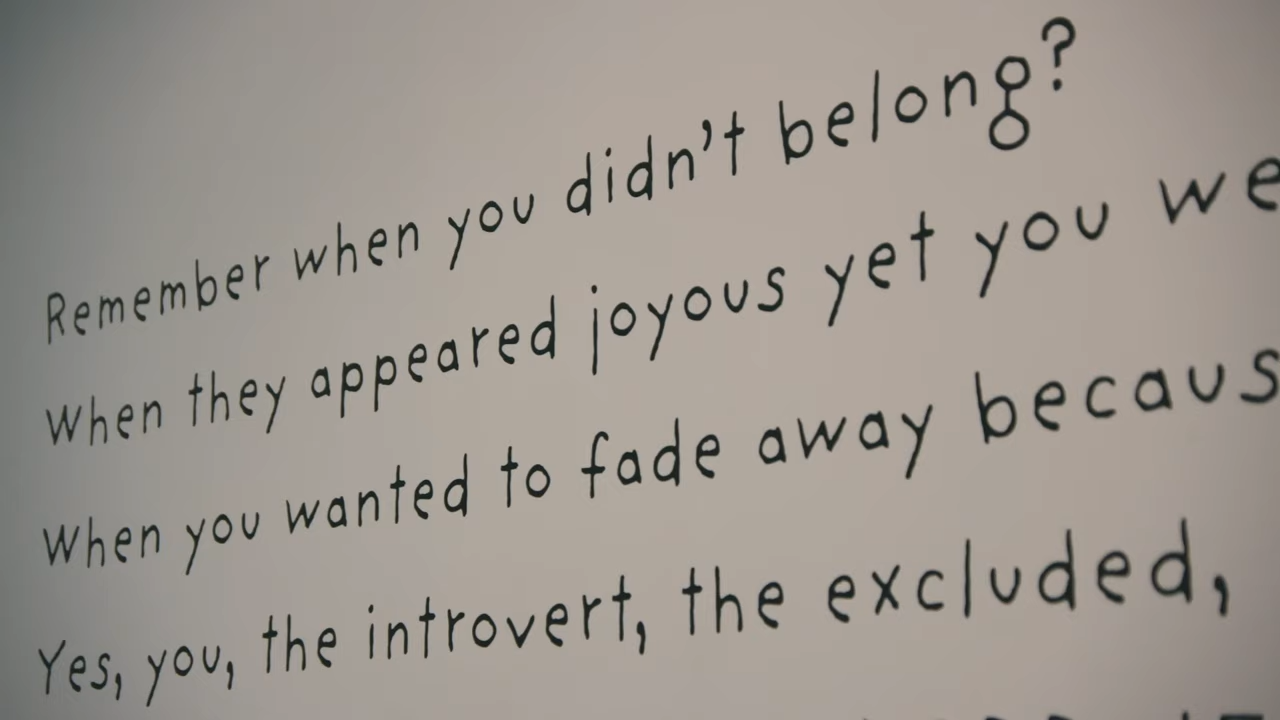 Remember when you didn't belong?
When they appeared joyous yet you we
When you wanted to fade away becaus
Yes, you, the introvert, the excluded,